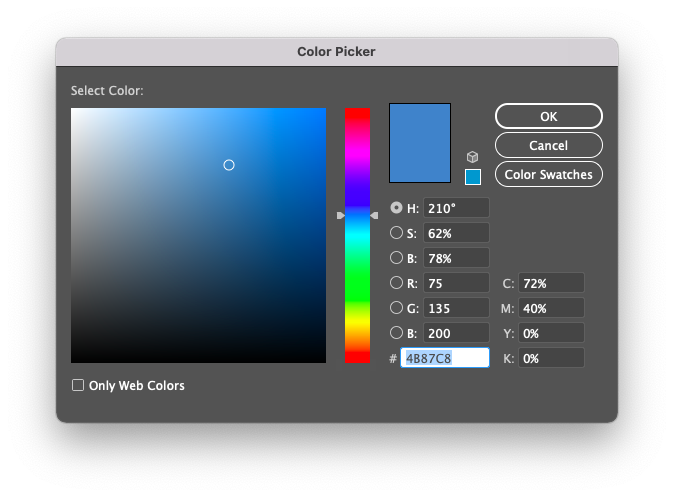 Color Picker
Select Color:
OK
Cancel
Color Swatches
H: 210°
S: 62%
B: 78%
R: 75 C: 72%
G: 135 M: 40%
B: 200 Y: 0%
# 4B87C8 K: 0%
Only Web Colors